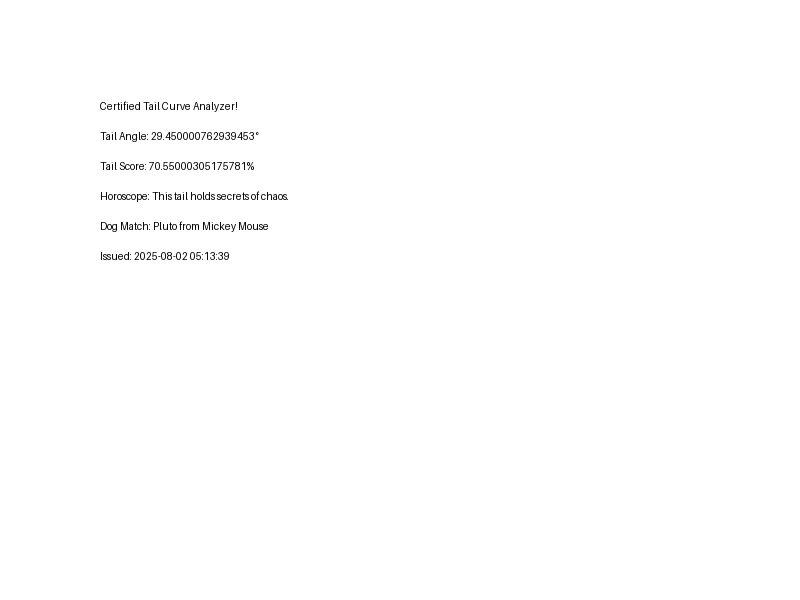 Certified Tail Curve Analyzer!
Tail Angle: 29.450000762939453°
Tail Score: 70.55000305175781%
Horoscope: This tail holds secrets of chaos.
Dog Match: Pluto from Mickey Mouse
Issued: 2025-08-02 05:13:39